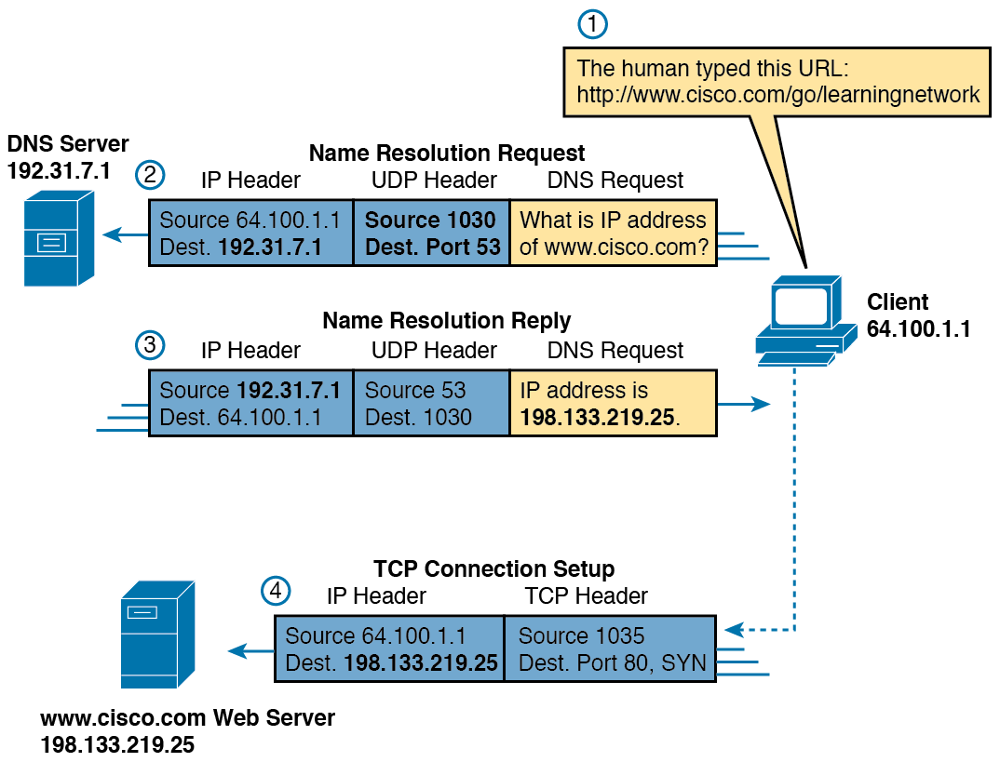 1
The human typed this URL:
http://www.cisco.com/go/learningnetwork
DNS Server
192.31.7.1
2
Name Resolution Request
IP Header
UDP Header
DNS Request
Source 64.100.1.1
Dest. 192.31.7.1
Source 1030
Dest. Port 53
What is IP address
of www.cisco.com?
Client
64.100.1.1
3
Name Resolution Reply
IP Header
UDP Header
DNS Request
Source 192.31.7.1
Dest. 64.100.1.1
Source 53
Dest. 1030
IP address is
198.133.219.25.
4
TCP Connection Setup
IP Header
TCP Header
Source 64.100.1.1
Dest. 198.133.219.25
Source 1035
Dest. Port 80, SYN
www.cisco.com Web Server
198.133.219.25